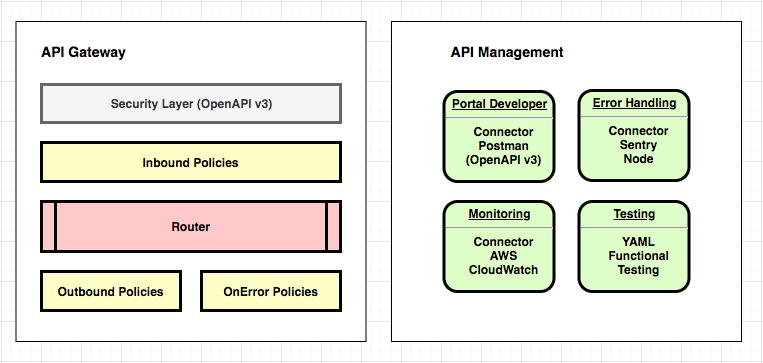 API Gateway
Security Layer (OpenAPI v3)
Inbound Policies
Router
Outbound Policies
OnError Policies
API Management
Portal Developer
Connector
Postman
(OpenAPI v3)
Error Handling
Connector
Sentry
Node
Monitoring
Connector
AWS
CloudWatch
Testing
YAML
Functional
Testing